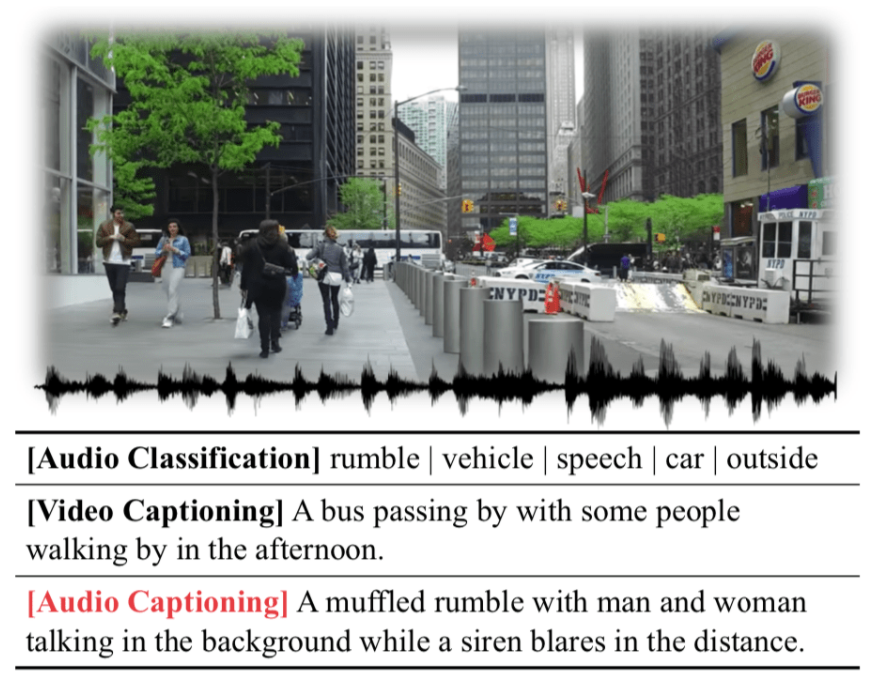 BURGER KING
BURGER KING
POLICE NYPD
NYPD
NYPD
NYPD
NYPD
[Audio Classification] rumble | vehicle | speech | car | outside
[Video Captioning] A bus passing by with some people
walking by in the afternoon.
[Audio Captioning] A muffled rumble with man and woman
talking in the background while a siren blares in the distance.